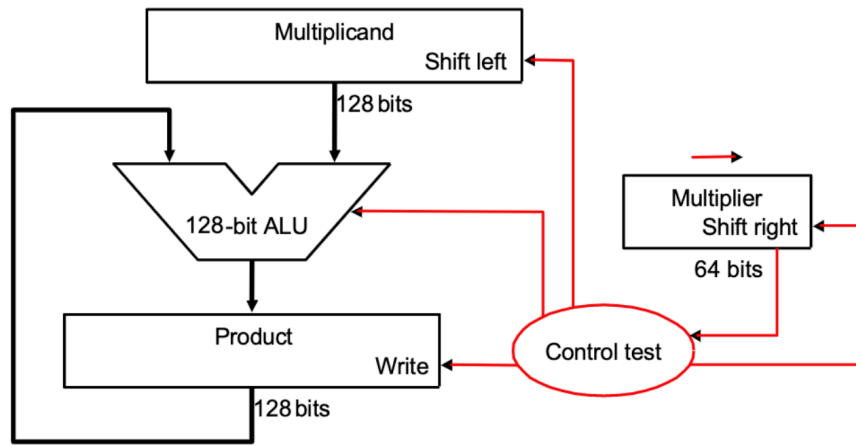 Multiplicand
Shift left
128 bits
128-bit ALU
Multiplier
Shift right
64 bits
Product
Write
Control test
128 bits